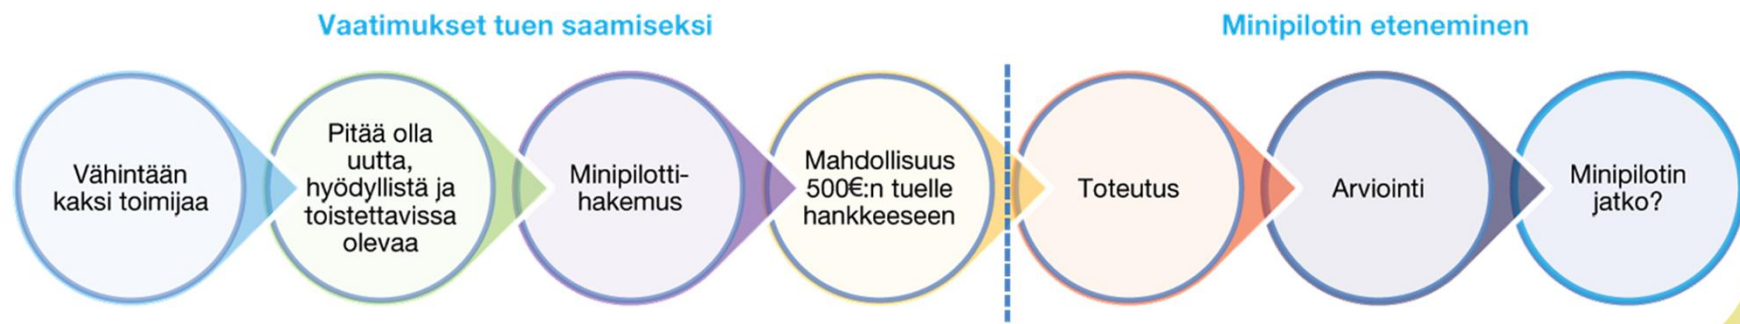 Vaatimukset tuen saamiseksi
Minipilotin eteneminen
Vähintään
kaksi toimijaa
Pitää olla
uutta,
hyödyllistä ja
toistettavissa
olevaa
Minipilotti-
hakemus
Mahdollisuus
500€:n tuelle
hankkeeseen
Toteutus
Arviointi
Minipilotin
jatko?